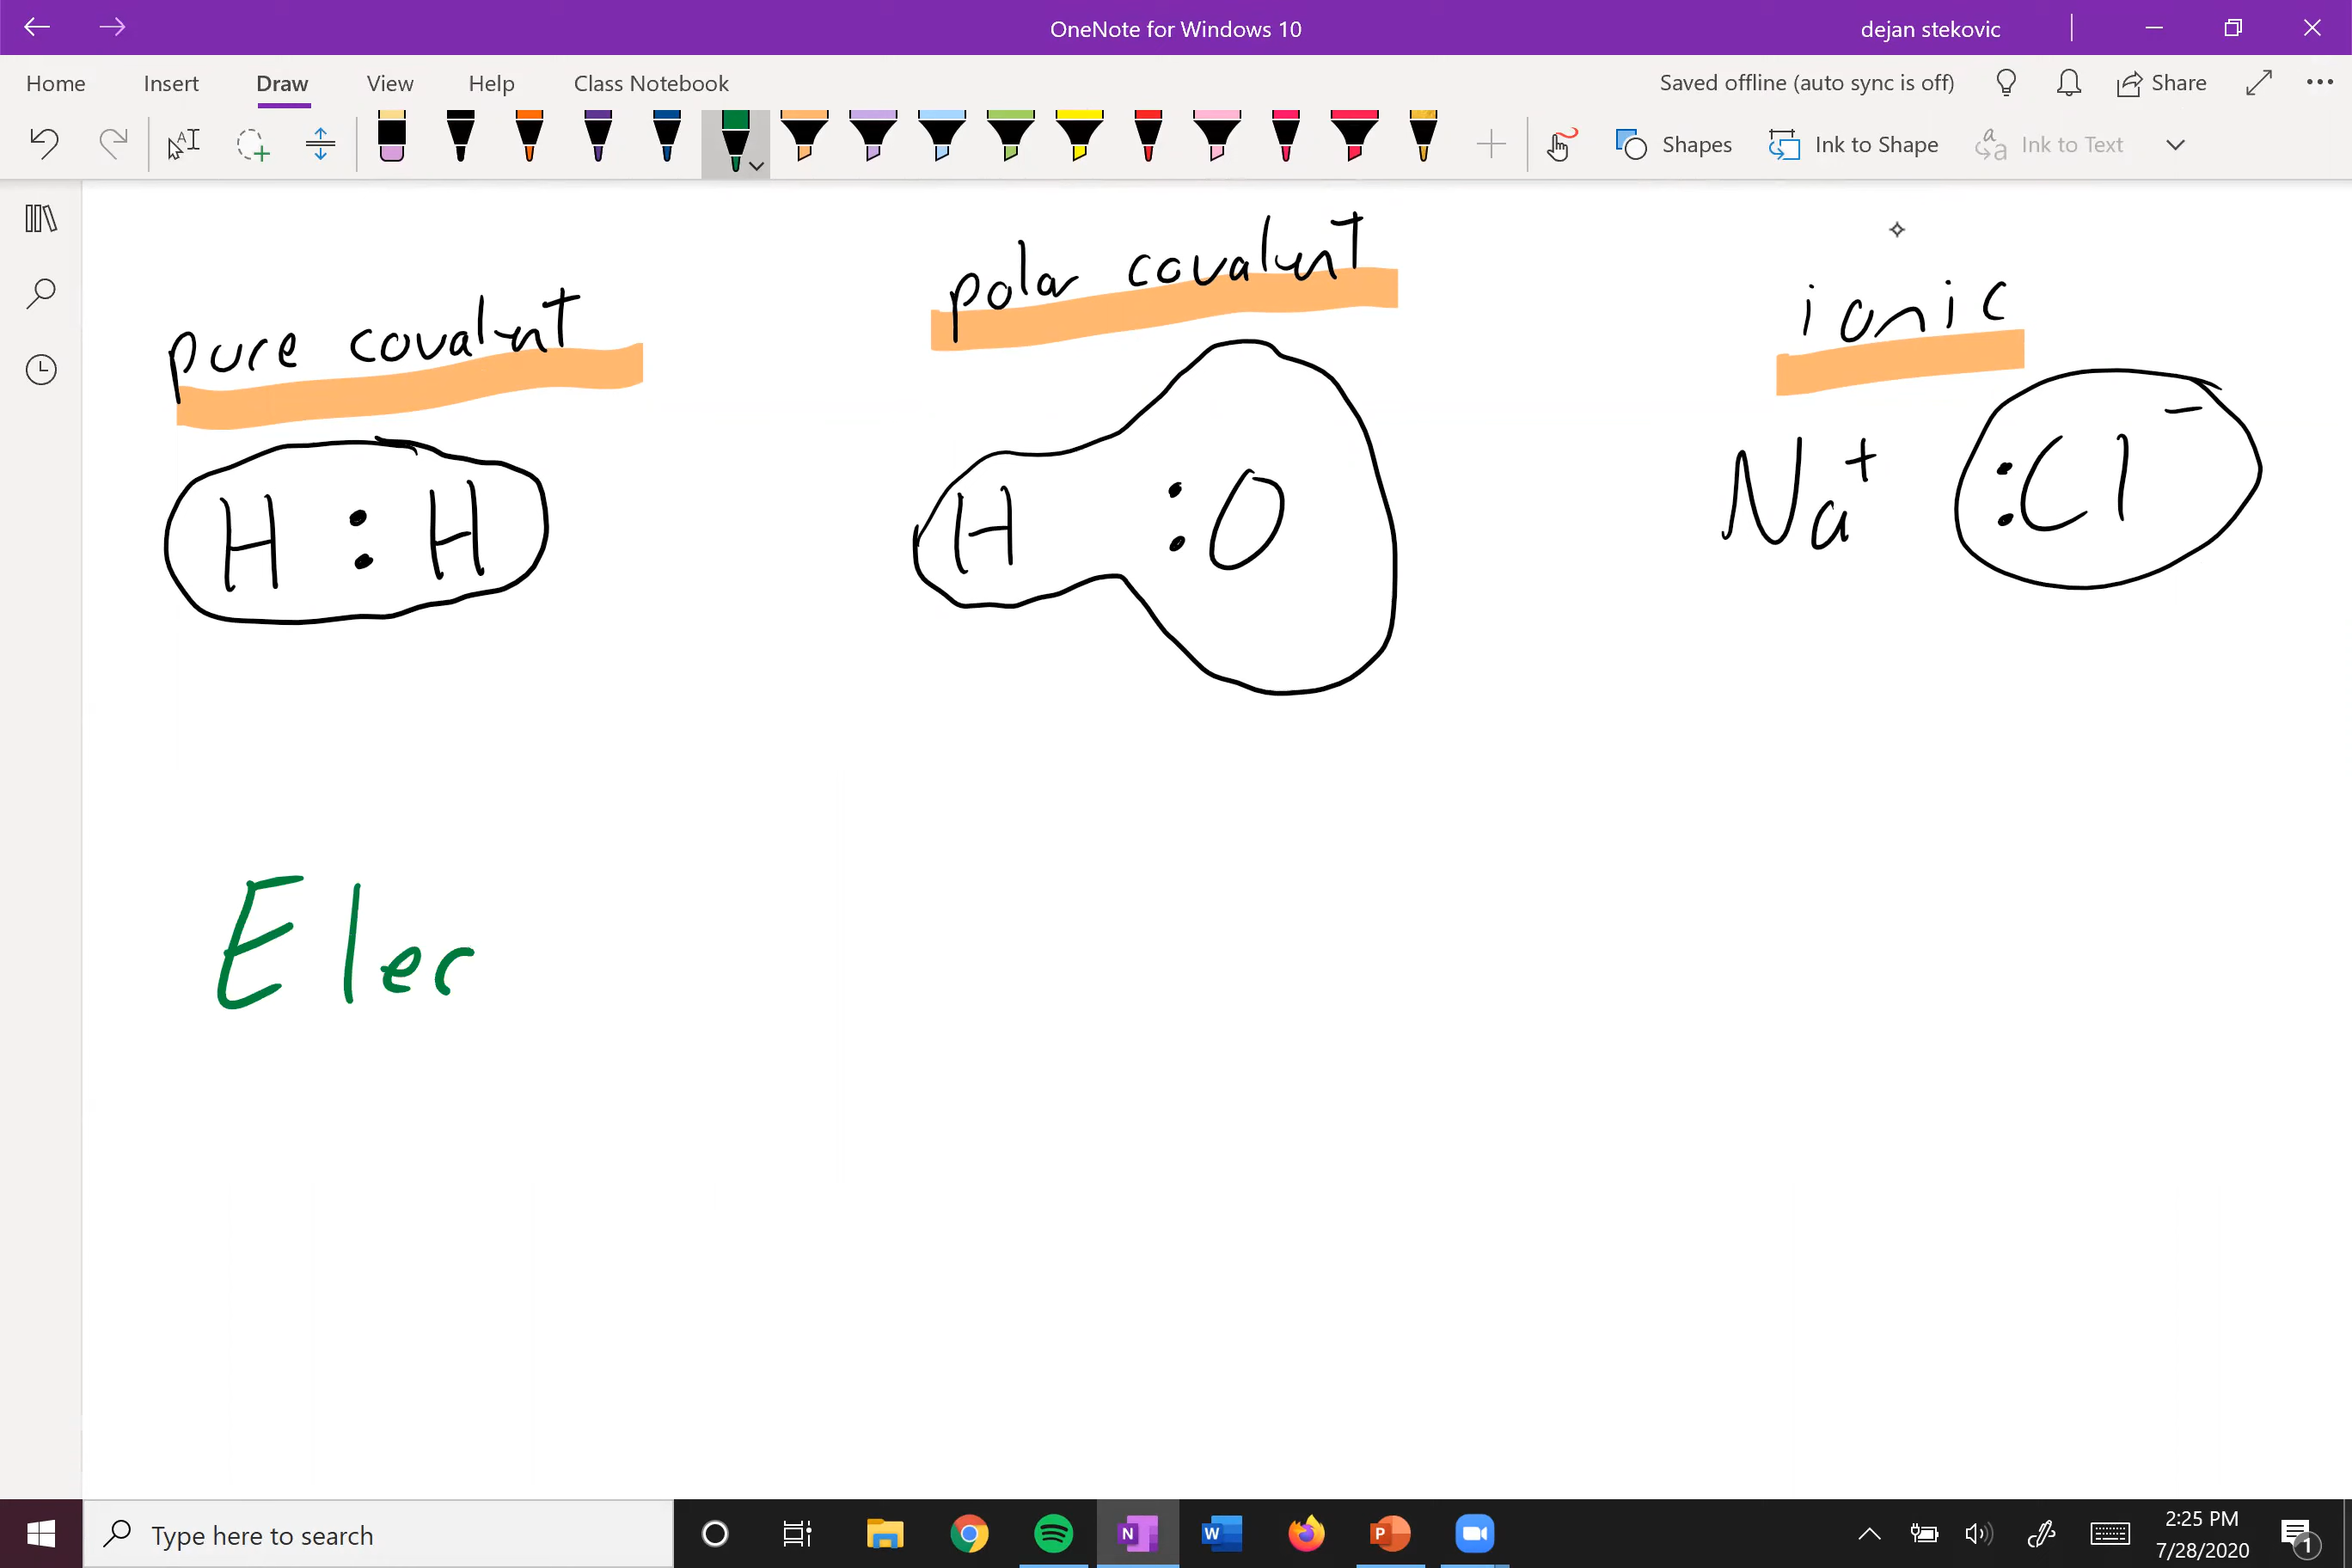 OneNote for Windows 10
dejan stekovic
Home Insert Draw View Help Class Notebook
Saved offline (auto sync is off) Share
Shapes Ink to Shape Ink to Text
pure covalent
polar covalent
ionic
H : H
H : O
Na+ :Cl−
Elec
Type here to search
N W P
2:25 PM
7/28/2020
1